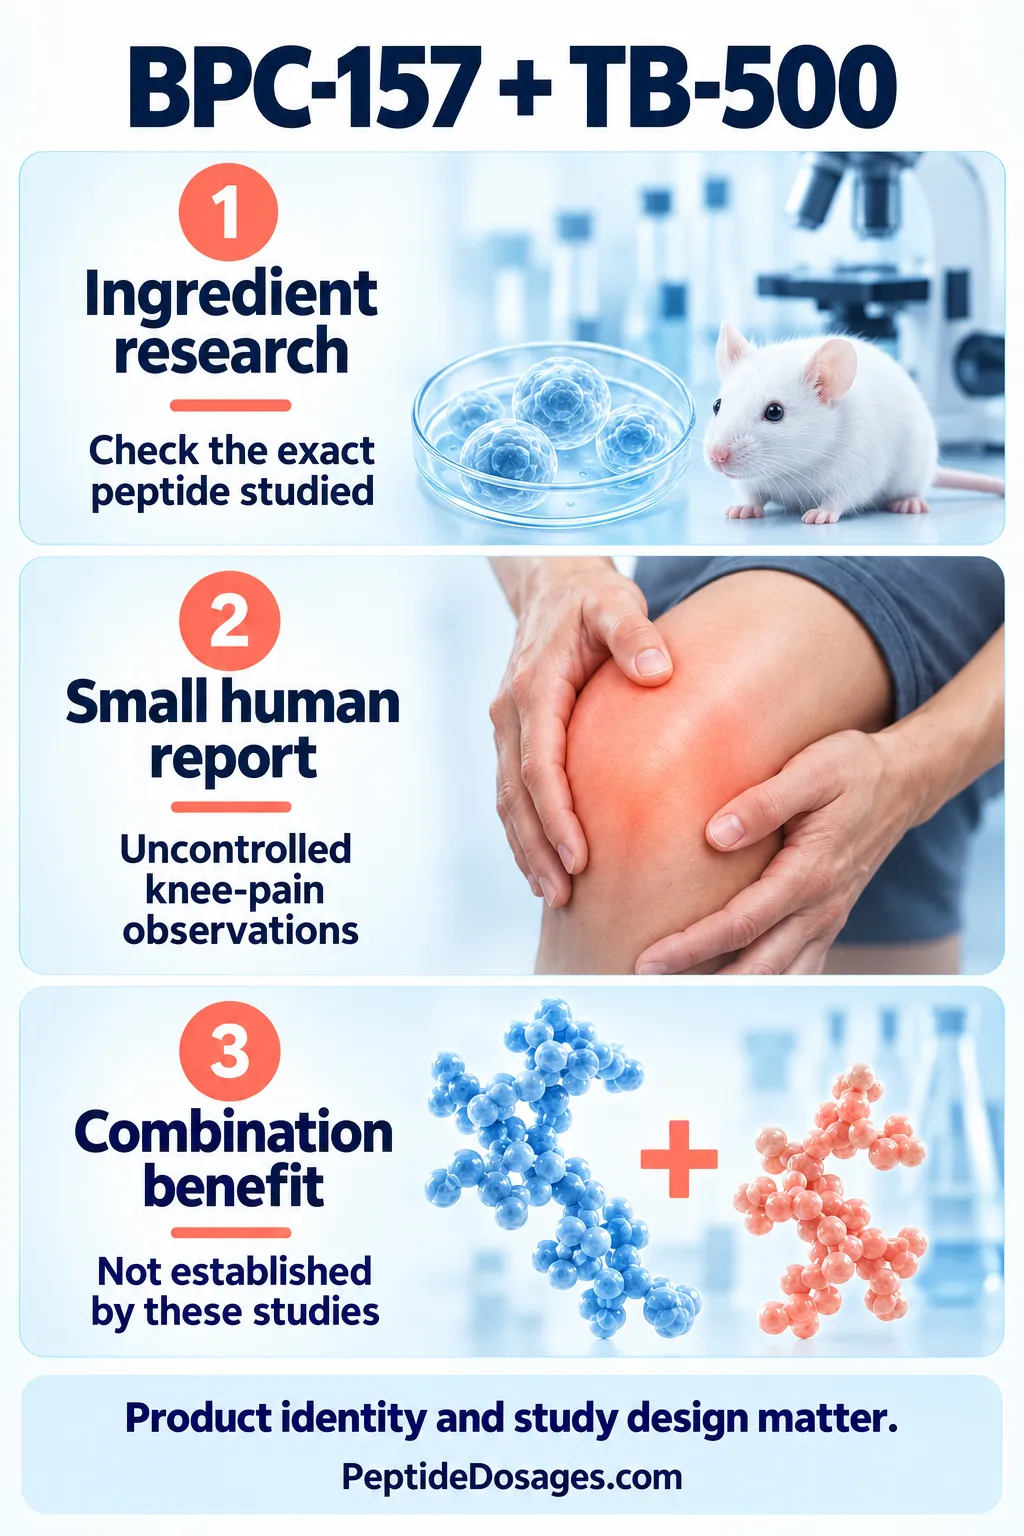 BPC-157 + TB-500
1
Ingredient
research
Check the exact
peptide studied
2
Small human
report
Uncontrolled
knee-pain
observations
3
Combination
benefit
Not established
by these studies
Product identity and study design matter.
PeptideDosages.com